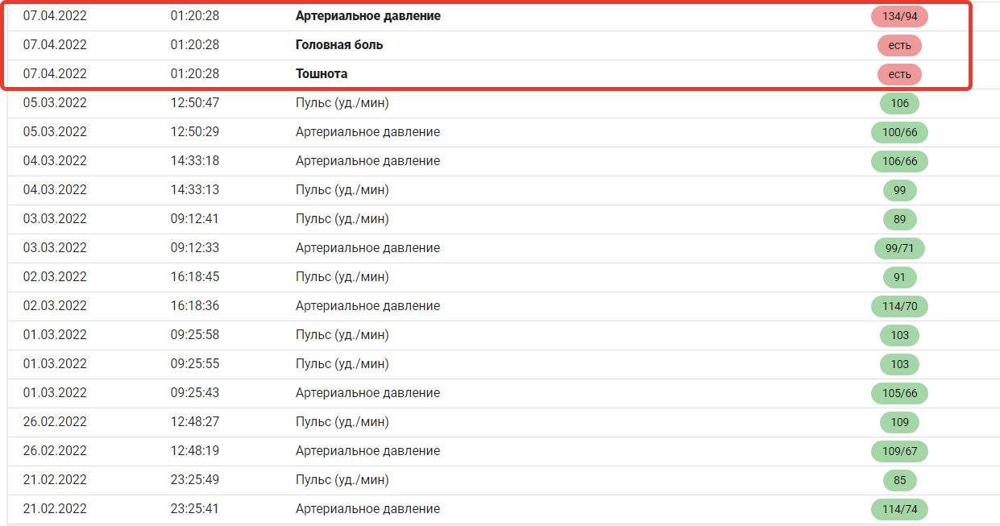 07.04.2022 01:20:28 Артериальное давление 134/94
07.04.2022 01:20:28 Головная боль есть
07.04.2022 01:20:28 Тошнота есть
05.03.2022 12:50:47 Пульс (уд./мин) 106
05.03.2022 12:50:29 Артериальное давление 100/66
04.03.2022 14:33:18 Артериальное давление 106/66
04.03.2022 14:33:13 Пульс (уд./мин) 99
03.03.2022 09:12:41 Пульс (уд./мин) 89
03.03.2022 09:12:33 Артериальное давление 99/71
02.03.2022 16:18:45 Пульс (уд./мин) 91
02.03.2022 16:18:36 Артериальное давление 114/70
01.03.2022 09:25:58 Пульс (уд./мин) 103
01.03.2022 09:25:55 Пульс (уд./мин) 103
01.03.2022 09:25:43 Артериальное давление 105/66
26.02.2022 12:48:27 Пульс (уд./мин) 109
26.02.2022 12:48:19 Артериальное давление 109/67
21.02.2022 23:25:49 Пульс (уд./мин) 85
21.02.2022 23:25:41 Артериальное давление 114/74